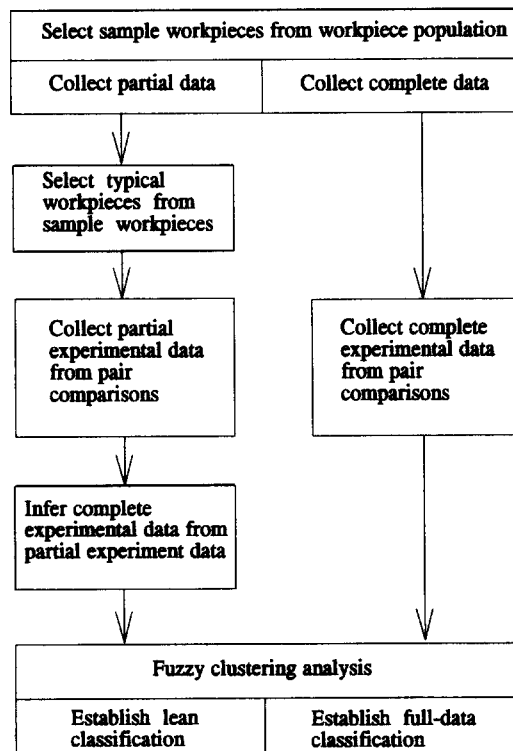 Select sample workpieces from workpiece population
Collect partial data
Collect complete data
Select typical
workpieces from
sample workpieces
Collect partial
experimental data
from pair
comparisons
Collect complete
experimental data
from pair
comparisons
Infer complete
experimental data from
partial experiment data
Fuzzy clustering analysis
Establish lean
classification
Establish full-data
classification